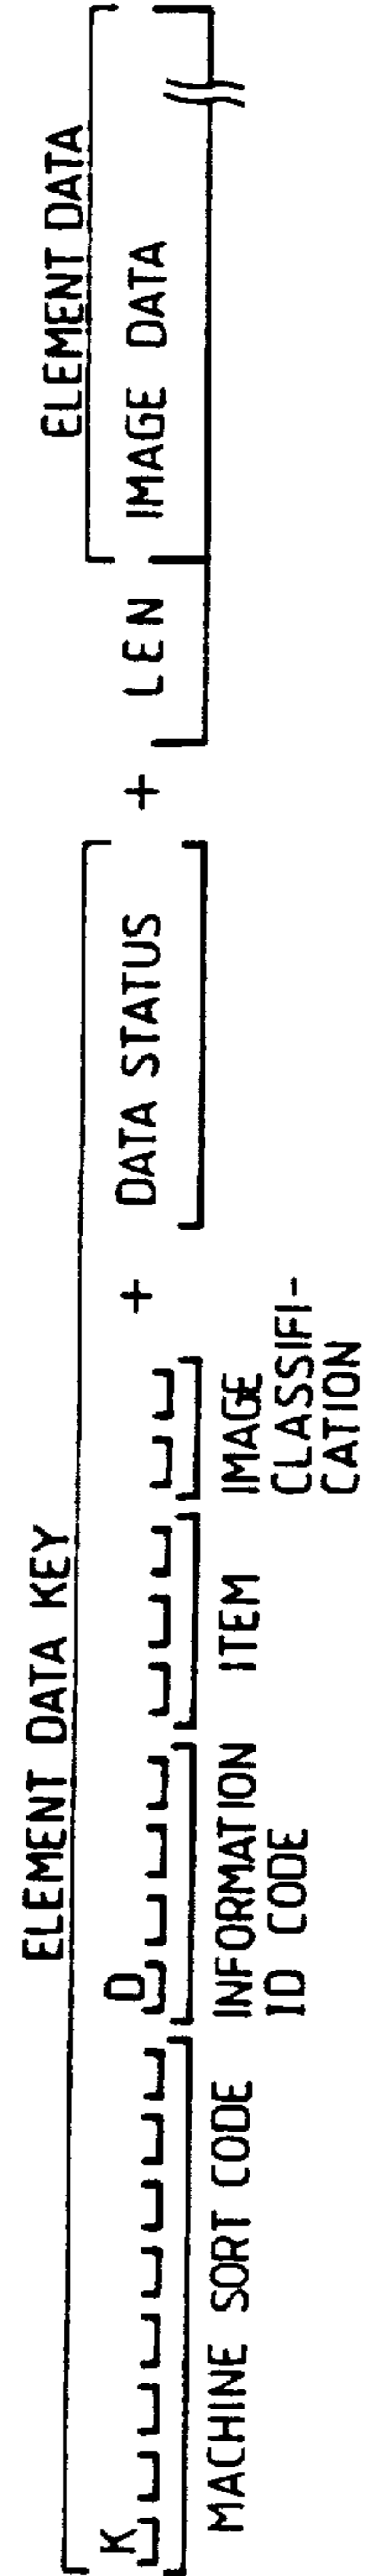 ELEMENT DATA KEY
ELEMENT DATA
K
D
+ DATA STATUS + LEN IMAGE DATA
MACHINE SORT CODE
INFORMATION
ID CODE
ITEM
IMAGE
CLASSIFI-
CATION